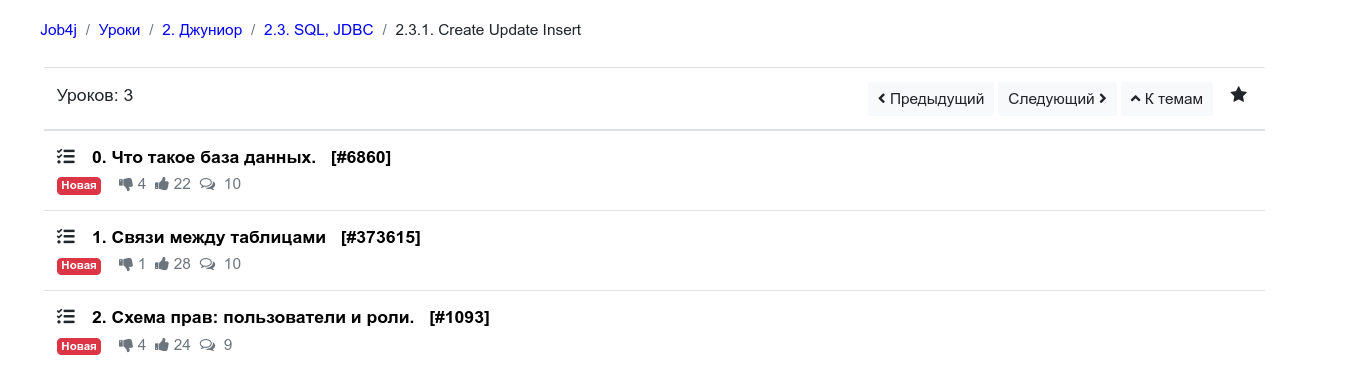 Job4j / Уроки / 2. Джуниор / 2.3. SQL, JDBC / 2.3.1. Create Update Insert
Уроков: 3 Предыдущий Следующий К темам
0. Что такое база данных. [#6860]
Новая 4 22 10
1. Связи между таблицами [#373615]
Новая 1 28 10
2. Схема прав: пользователи и роли. [#1093]
Новая 4 24 9